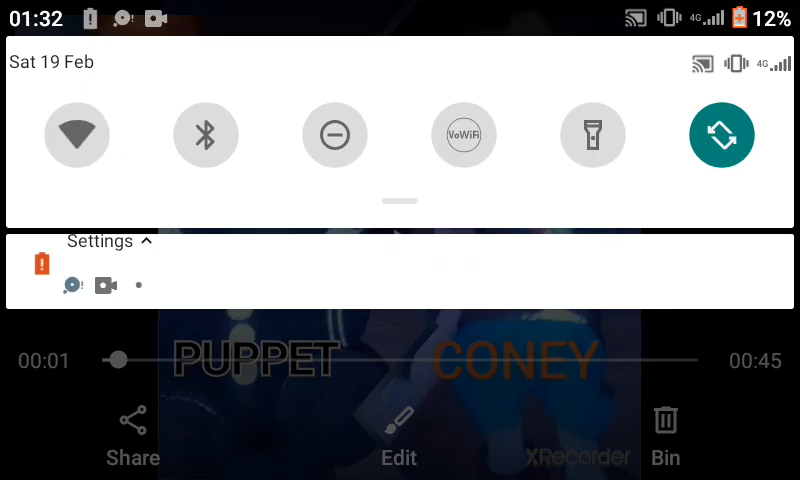 01:32
4G 12%
Sat 19 Feb
4G
VoWiFi
Settings
00:01
PUPPET CONEY
00:45
Share
Edit
XRecorder
Bin